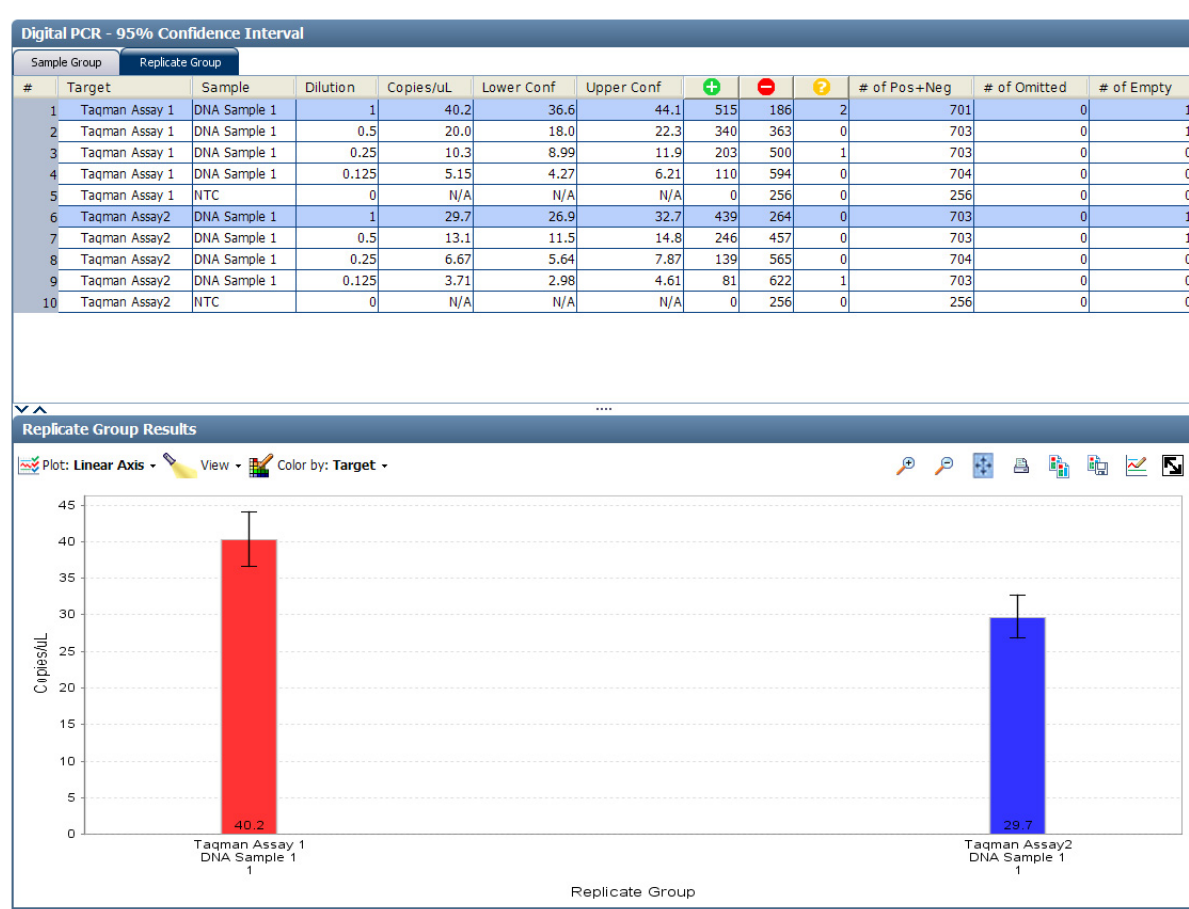 Digital PCR - 95% Confidence Interval
Sample Group Replicate Group
# Target Sample Dilution Copies/uL Lower Conf Upper Conf # of Pos+Neg # of Omitted # of Empty
1 Taqman Assay 1 DNA Sample 1 1 40.2 36.6 44.1 515 186 2 701 0 1
2 Taqman Assay 1 DNA Sample 1 0.5 20.0 18.0 22.3 340 363 0 703 0 1
3 Taqman Assay 1 DNA Sample 1 0.25 10.3 8.99 11.9 203 500 1 703 0 0
4 Taqman Assay 1 DNA Sample 1 0.125 5.15 4.27 6.21 110 594 0 704 0 0
5 Taqman Assay 1 NTC 0 N/A N/A N/A 0 256 0 256 0 0
6 Taqman Assay2 DNA Sample 1 1 29.7 26.9 32.7 439 264 0 703 0 1
7 Taqman Assay2 DNA Sample 1 0.5 13.1 11.5 14.8 246 457 0 703 0 1
8 Taqman Assay2 DNA Sample 1 0.25 6.67 5.64 7.87 139 565 0 704 0 0
9 Taqman Assay2 DNA Sample 1 0.125 3.71 2.98 4.61 81 622 1 703 0 0
10 Taqman Assay2 NTC 0 N/A N/A N/A 0 256 0 256 0 0
Replicate Group Results
Plot: Linear Axis View Color by: Target
45
40
35
30
25
20
15
10
5
0
Copies/uL
40.2
29.7
Taqman Assay 1
DNA Sample 1
1
Taqman Assay2
DNA Sample 1
1
Replicate Group